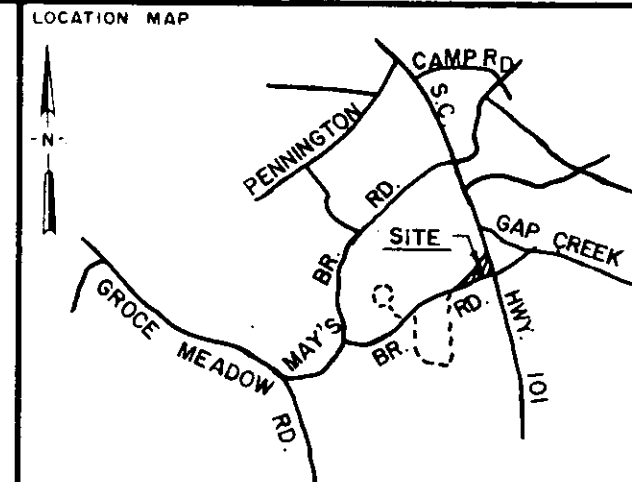 LOCATION MAP
-N-
CAMP RD
S.C.
PENNINGTON
RD.
BR.
MAY'S
SITE
GAP CREEK
RD.
BR.
HWY.
101
GROCE MEADOW
RD.